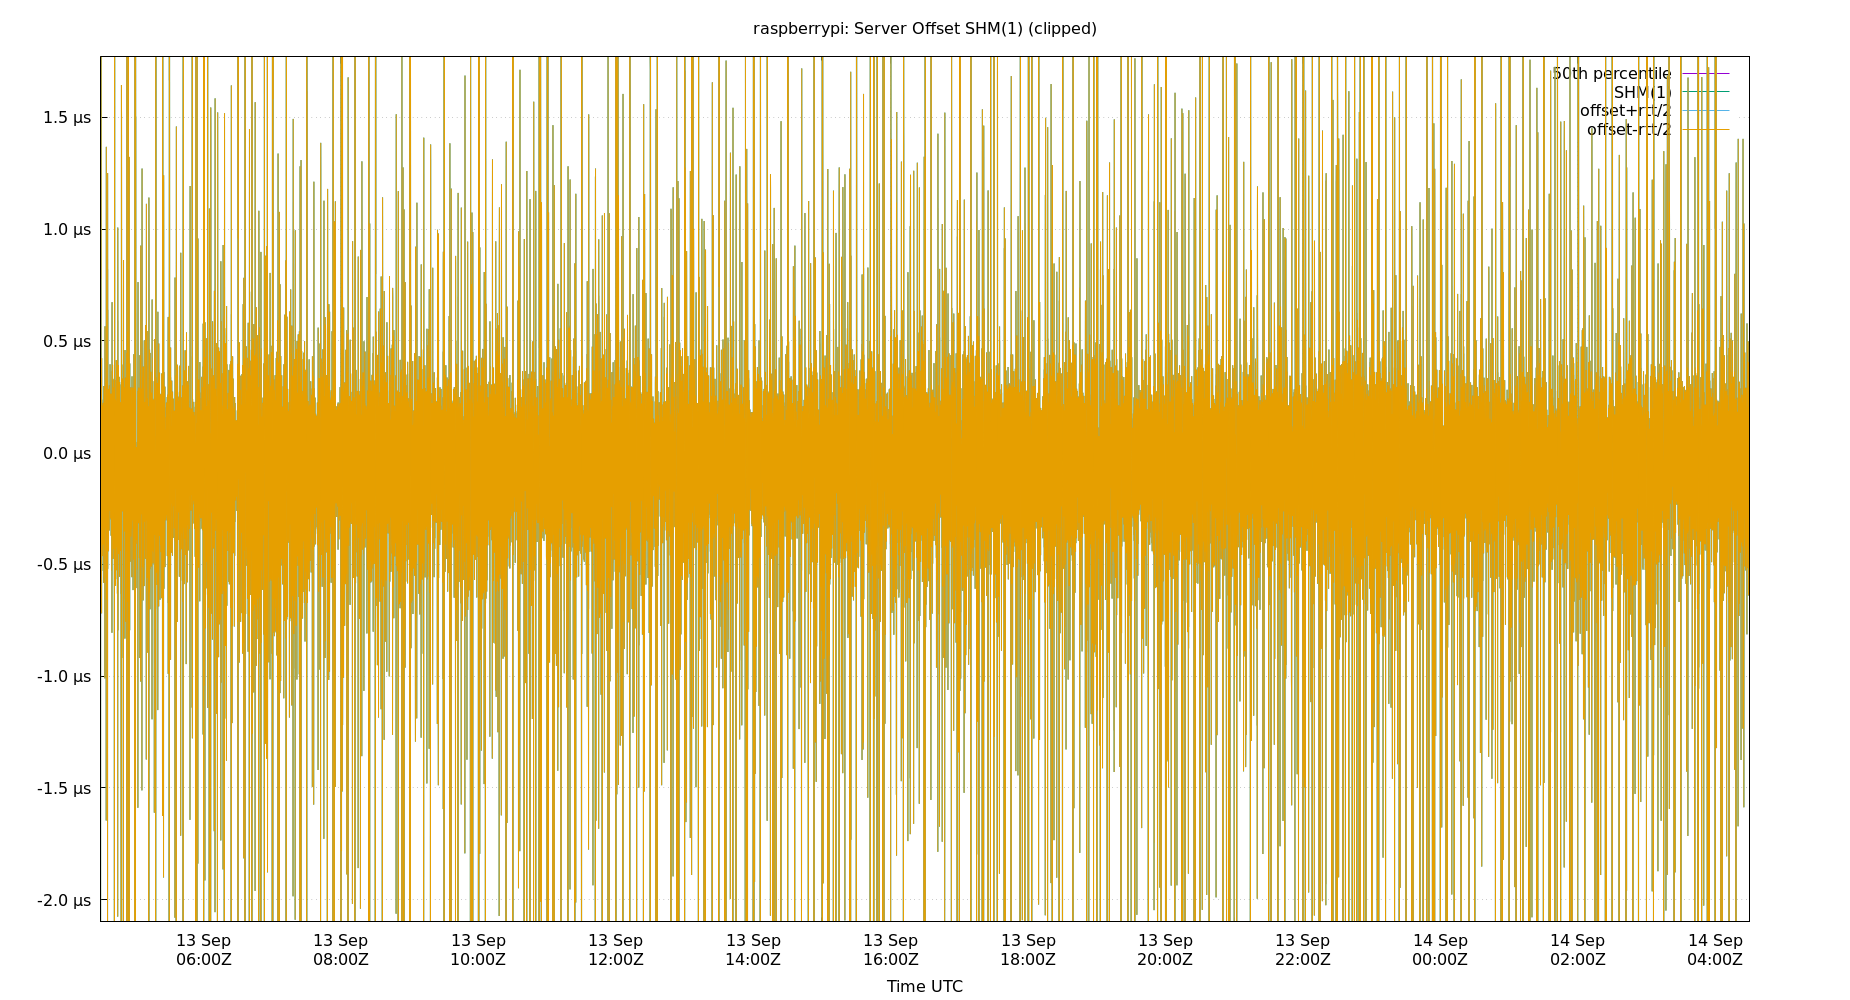 raspberrypi: Server Offset SHM(1) (clipped)
50th percentile
SHM(1)
offset+rtt/2
offset-rtt/2
1.5 µs
1.0 µs
0.5 µs
0.0 µs
-0.5 µs
-1.0 µs
-1.5 µs
-2.0 µs
13 Sep 13 Sep 13 Sep 13 Sep 13 Sep 13 Sep 13 Sep 13 Sep 13 Sep 14 Sep 14 Sep 14 Sep
06:00Z 08:00Z 10:00Z 12:00Z 14:00Z 16:00Z 18:00Z 20:00Z 22:00Z 00:00Z 02:00Z 04:00Z
Time UTC